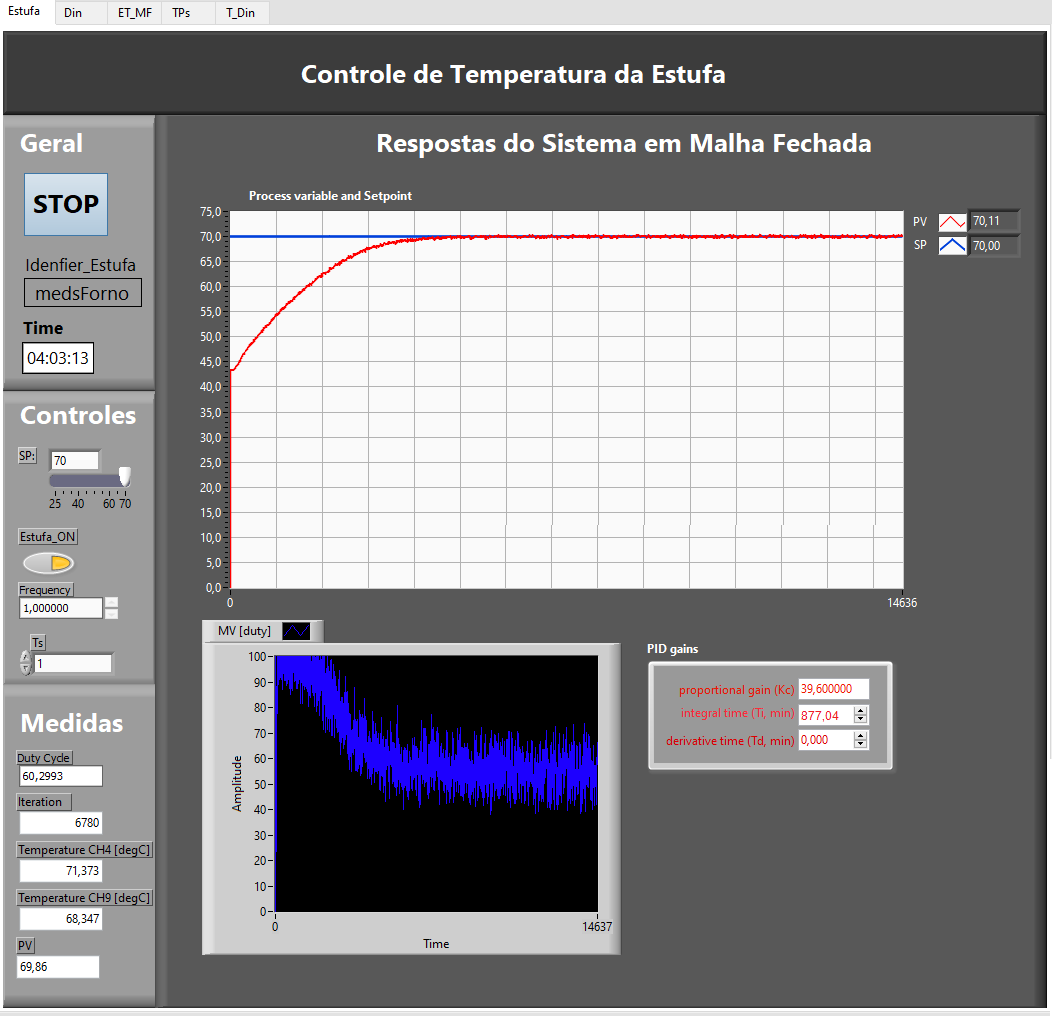 Estufa Din ET_MF TPs T_Din
Controle de Temperatura da Estufa
Geral
STOP
Idenfier_Estufa
medsForno
Time
04:03:13
Controles
SP:
70
25 40 60 70
Estufa_ON
Frequency
1,000000
Ts
1
Medidas
Duty Cycle
60,2993
Iteration
6780
Temperature CH4 [degC]
71,373
Temperature CH9 [degC]
68,347
PV
69,86
Respostas do Sistema em Malha Fechada
Process variable and Setpoint
75,0
70,0
65,0
60,0
55,0
50,0
45,0
40,0
35,0
30,0
25,0
20,0
15,0
10,0
5,0
0,0
0 14636
PV 70,11
SP 70,00
MV [duty]
100
90
80
70
60
50
40
30
20
10
0
Amplitude
0 14637
Time
PID gains
proportional gain (Kc) 39,600000
integral time (Ti, min) 877,04
derivative time (Td, min) 0,000